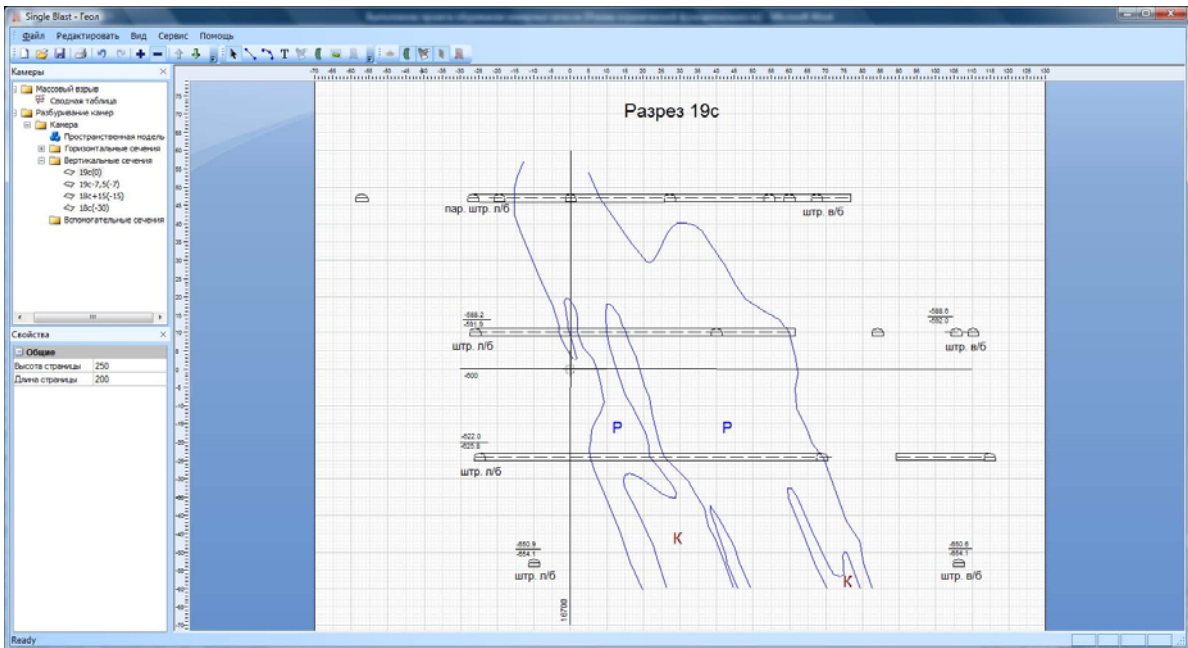 Single Blast - Геол
Файл Редактировать Вид Сервис Помощь
Камеры
Массовый взрыв
Сводная таблица
Разбуривание камер
Камера
Пространственная модель
Горизонтальные сечения
Вертикальные сечения
19с(0)
19с-7,5(-7)
18с+15(-15)
18с(-30)
Вспомогательные сечения
Свойства
Общие
Высота страницы 250
Длина страницы 200
Разрез 19с
пар. штр. л/б
штр. в/б
-588.2
-591.9
штр. л/б
-588.6
-592.0
штр. в/б
-600
Р Р
-622.0
-625.8
штр. л/б
К
К
-650.9
-654.1
штр. л/б
-650.6
-654.1
штр. в/б
16700
Ready